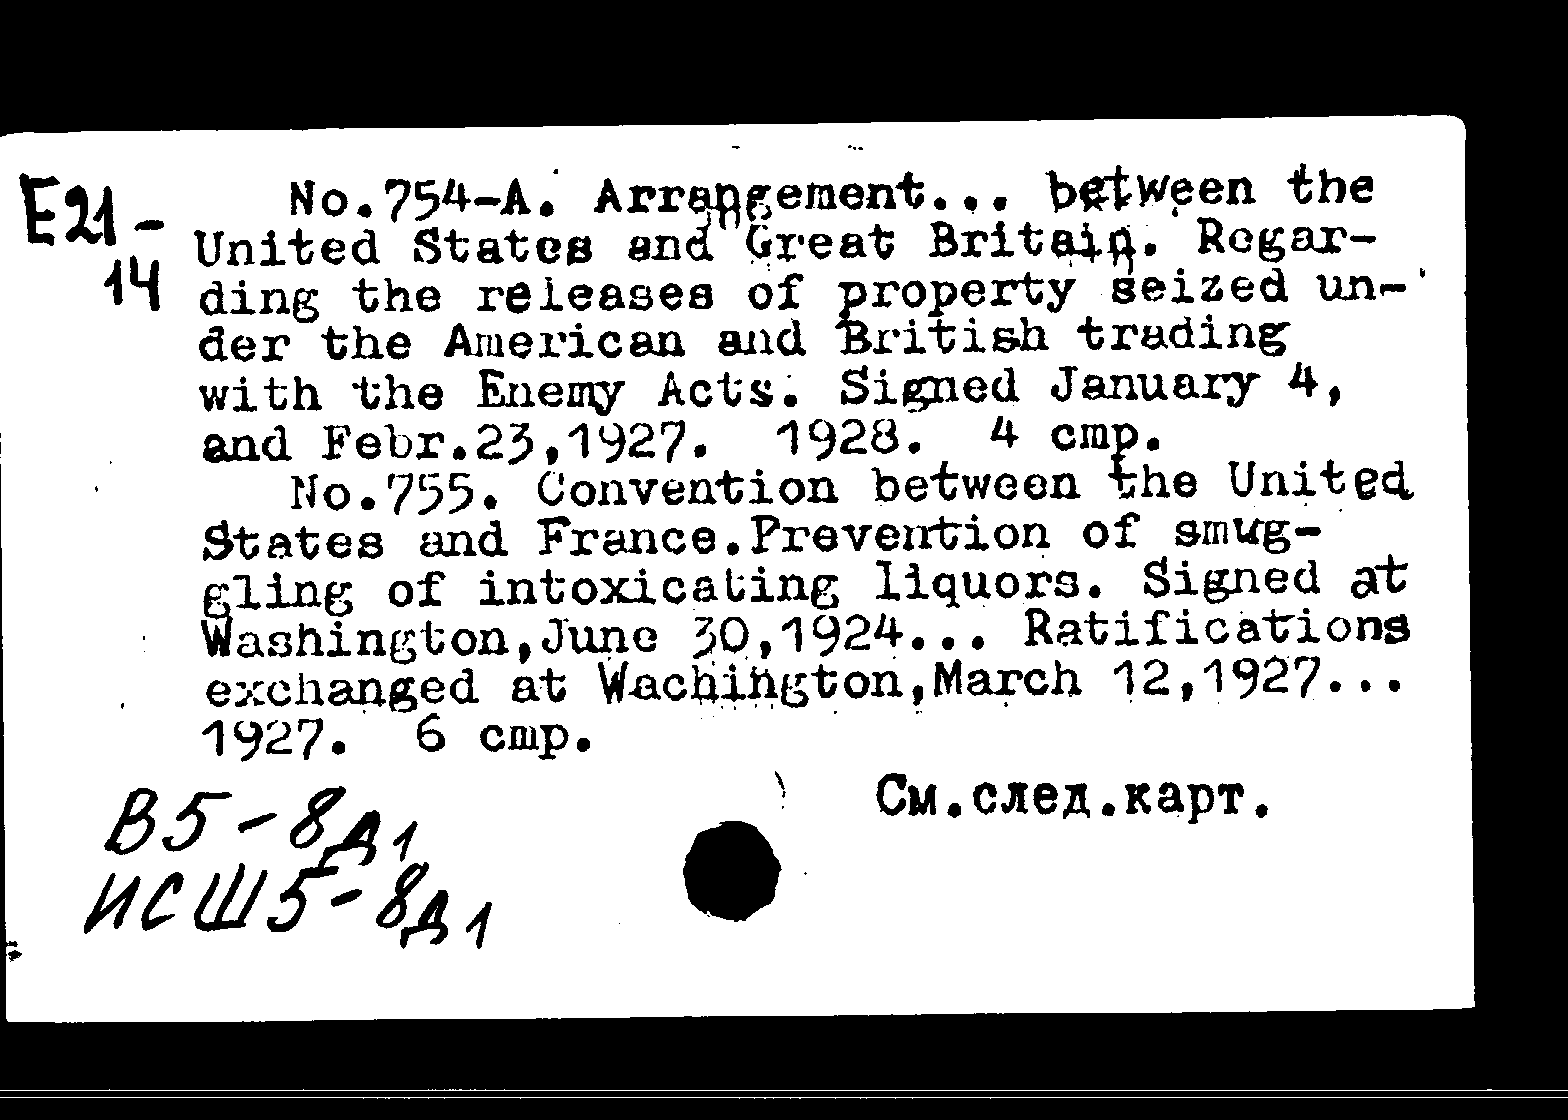 E21-
14
No.754-A. Arrangement... between the
United States and Great Britain. Regar-
ding the releases of property seized un-
der the American and British trading
with the Enemy Acts. Signed January 4,
and Febr.23,1927. 1928. 4 стр.
No.755. Convention between the United
States and France.Prevention of smug-
gling of intoxicating liquors. Signed at
Washington,June 30,1924... Ratifications
exchanged at Wachington,March 12,1927...
1927. 6 стр.
См.след.карт.
В5-8д1
ИСШ5-8д1